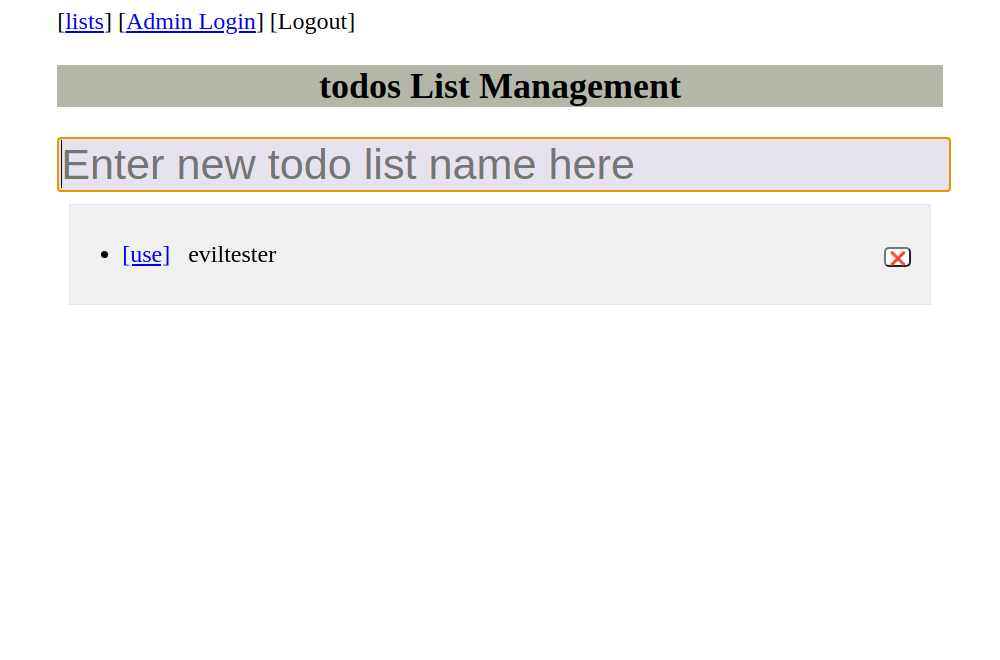 [lists] [Admin Login] [Logout]
todos List Management
Enter new todo list name here
[use] eviltester